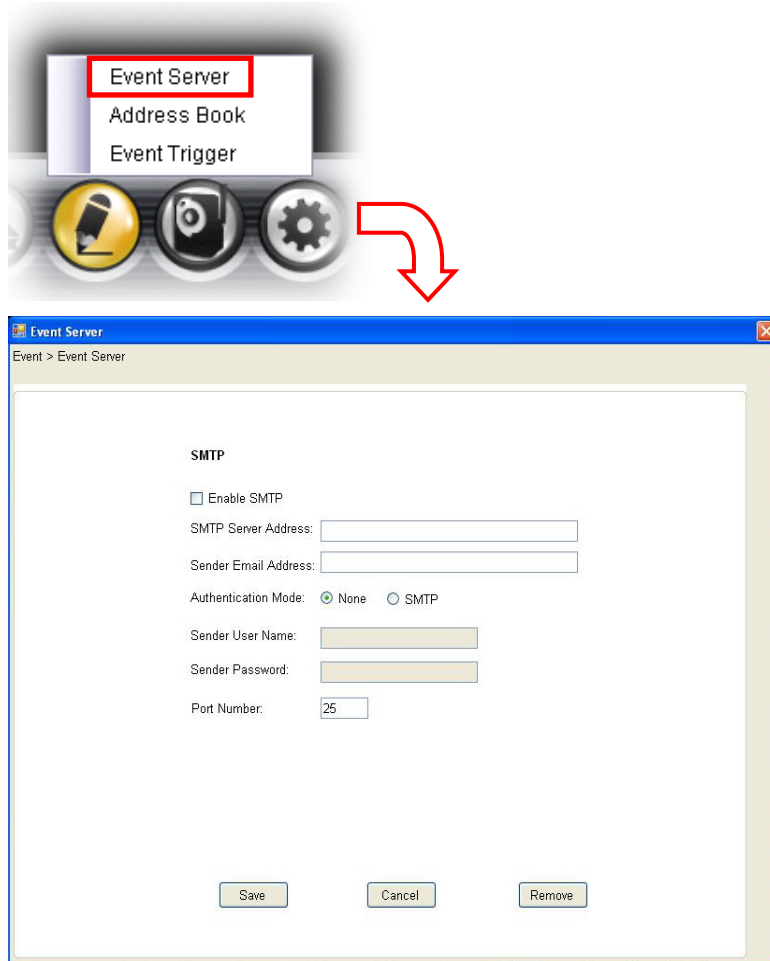 Event Server
Address Book
Event Trigger
Event Server
Event > Event Server
SMTP
Enable SMTP
SMTP Server Address:
Sender Email Address:
Authentication Mode: None SMTP
Sender User Name:
Sender Password:
Port Number: 25
Save Cancel Remove